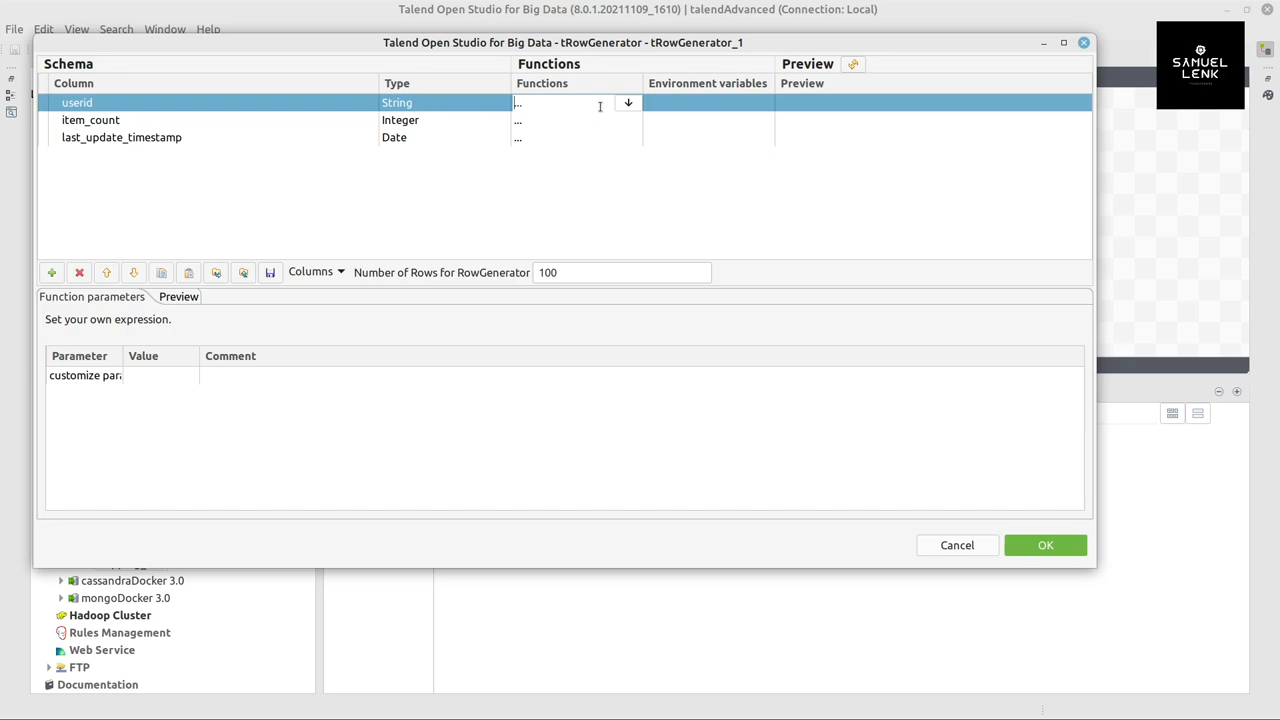 Talend Open Studio for Big Data (8.0.1.20211109_1610) | talendAdvanced (Connection: Local)
File Edit View Search Window Help
Talend Open Studio for Big Data - tRowGenerator - tRowGenerator_1
SAMUEL
LENK
Schema Functions Preview
Column Type Functions Environment variables Preview
userid String ...
item_count Integer ...
last_update_timestamp Date ...
Columns Number of Rows for RowGenerator 100
Function parameters Preview
Set your own expression.
Parameter Value Comment
customize para
Cancel OK
cassandraDocker 3.0
mongoDocker 3.0
Hadoop Cluster
Rules Management
Web Service
FTP
Documentation